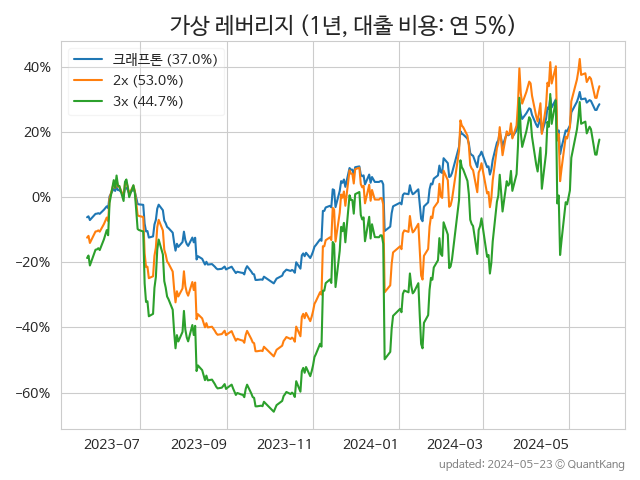 가상 레버리지 (1년, 대출 비용: 연 5%)
크래프톤 (37.0%)
2x (53.0%)
3x (44.7%)
40%
20%
0%
−20%
−40%
−60%
2023-07
2023-09
2023-11
2024-01
2024-03
2024-05
updated: 2024-05-23 © QuantKang